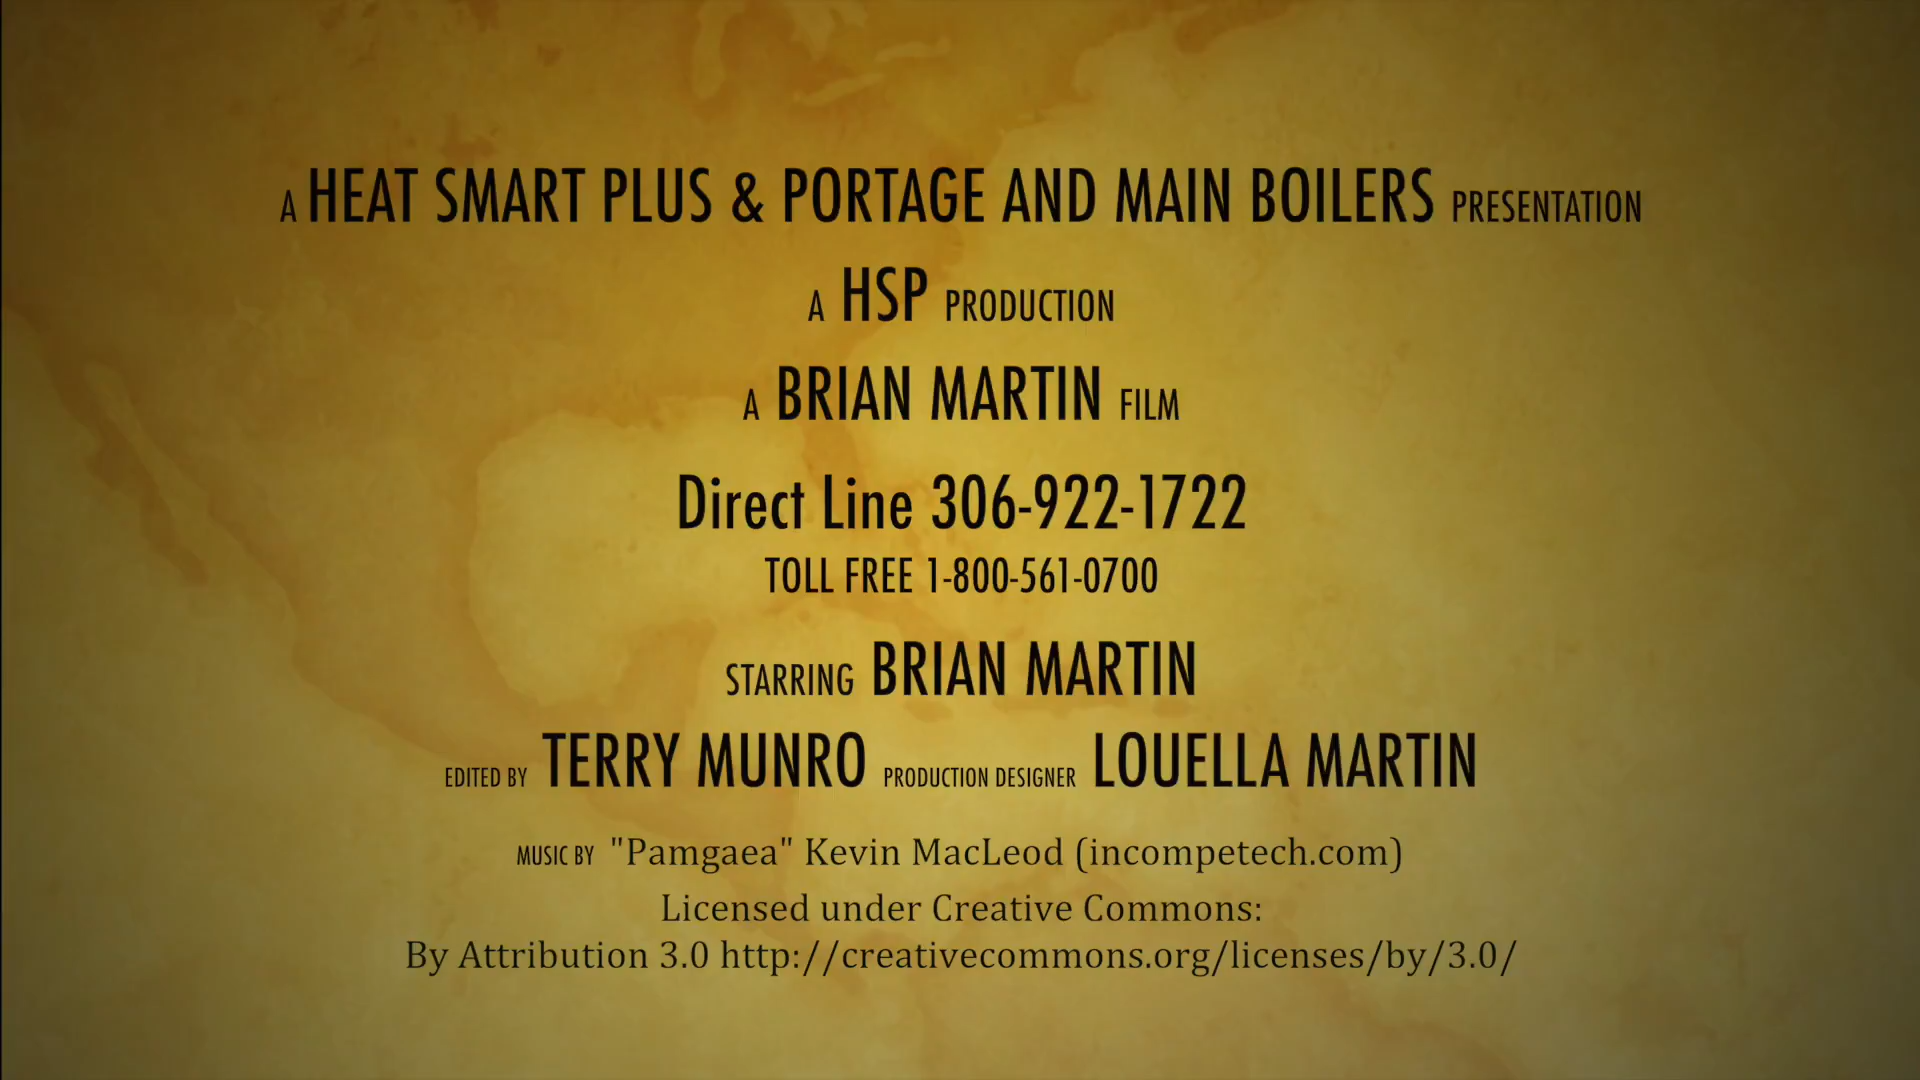 A HEAT SMART PLUS & PORTAGE AND MAIN BOILERS PRESENTATION
A HSP PRODUCTION
A BRIAN MARTIN FILM
Direct Line 306-922-1722
TOLL FREE 1-800-561-0700
STARRING BRIAN MARTIN
EDITED BY TERRY MUNRO PRODUCTION DESIGNER LOUELLA MARTIN
MUSIC BY "Pamgaea" Kevin MacLeod (incompetech.com)
Licensed under Creative Commons:
By Attribution 3.0 http://creativecommons.org/licenses/by/3.0/